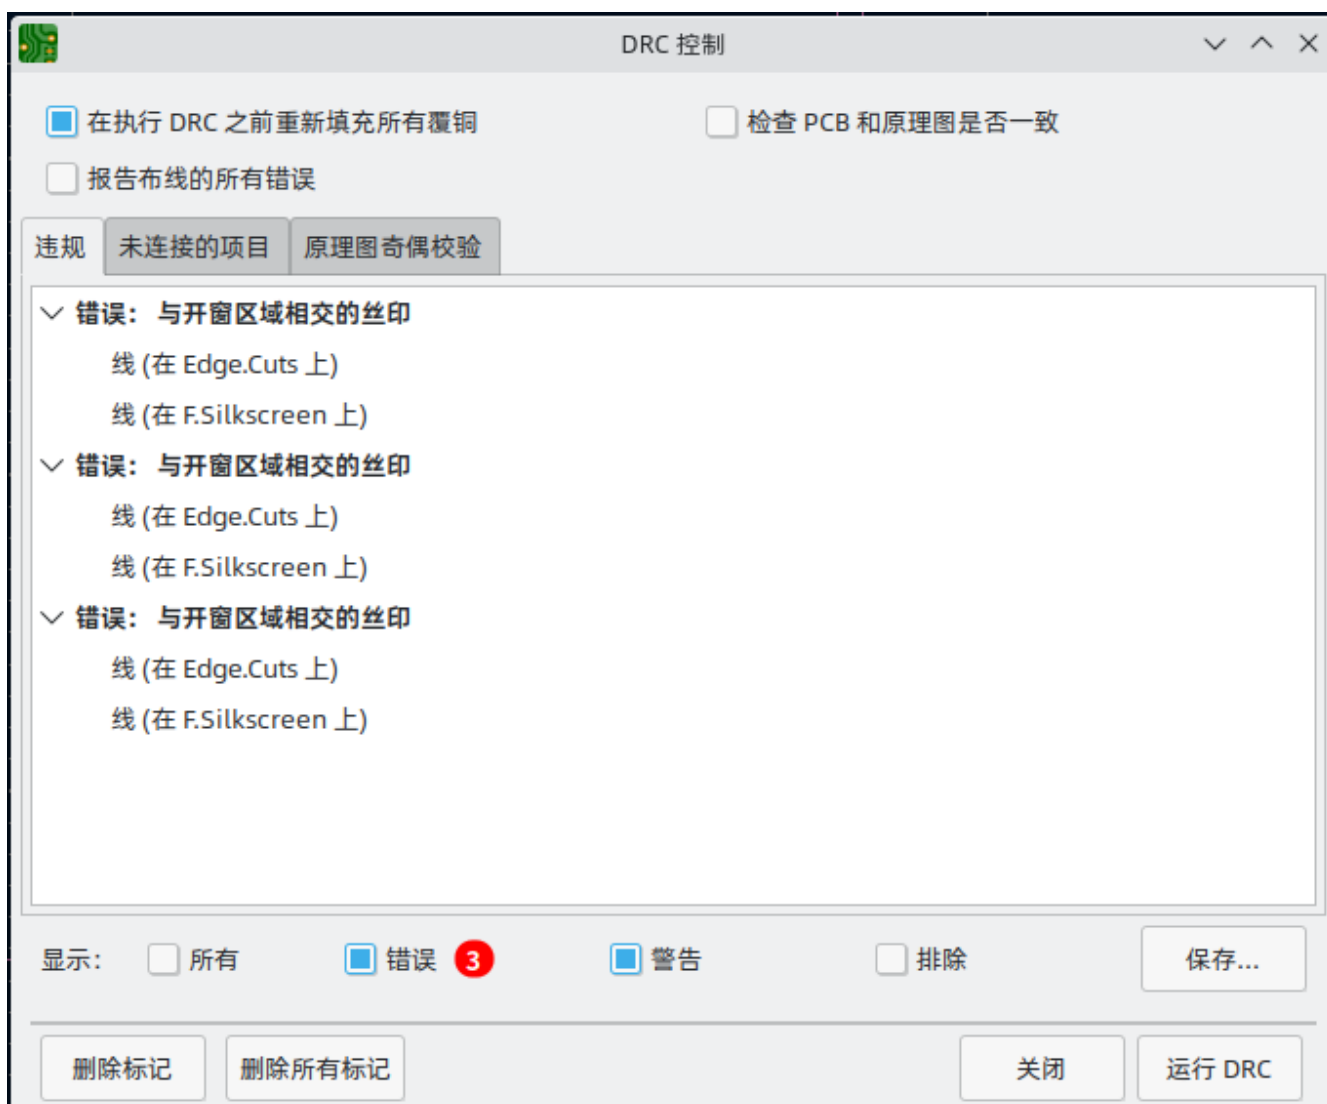 DRC 控制
在执行 DRC 之前重新填充所有覆铜
检查 PCB 和原理图是否一致
报告布线的所有错误
违规
未连接的项目
原理图奇偶校验
错误： 与开窗区域相交的丝印
线 (在 Edge.Cuts 上)
线 (在 F.Silkscreen 上)
错误： 与开窗区域相交的丝印
线 (在 Edge.Cuts 上)
线 (在 F.Silkscreen 上)
错误： 与开窗区域相交的丝印
线 (在 Edge.Cuts 上)
线 (在 F.Silkscreen 上)
显示：
所有
错误
3
警告
排除
保存...
删除标记
删除所有标记
关闭
运行 DRC